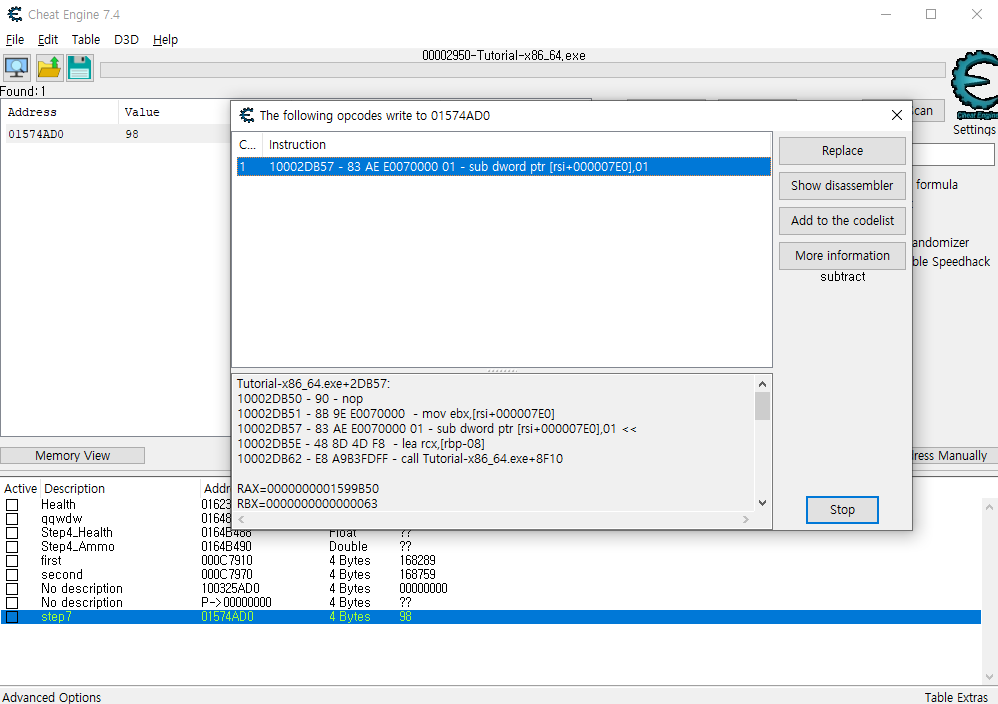 Cheat Engine 7.4
File Edit Table D3D Help
00002950-Tutorial-x86_64.exe
Found: 1
Address Value
01574AD0 98
can
Cheat Engine
Settings
formula
andomizer
ble Speedhack
The following opcodes write to 01574AD0
C... Instruction
1 10002DB57 - 83 AE E0070000 01 - sub dword ptr [rsi+000007E0],01
Replace
Show disassembler
Add to the codelist
More information
subtract
Tutorial-x86_64.exe+2DB57:
10002DB50 - 90 - nop
10002DB51 - 8B 9E E0070000 - mov ebx,[rsi+000007E0]
10002DB57 - 83 AE E0070000 01 - sub dword ptr [rsi+000007E0],01 <<
10002DB5E - 48 8D 4D F8 - lea rcx,[rbp-08]
10002DB62 - E8 A9B3FDFF - call Tutorial-x86_64.exe+8F10
RAX=0000000001599B50
RBX=0000000000000063
Stop
Memory View
dress Manually
Active Description Addr
Health 01623
qqwdw 01648
Step4_Health 0164B488 Float ??
Step4_Ammo 0164B490 Double ??
first 000C7910 4 Bytes 168289
second 000C7970 4 Bytes 168759
No description 100325AD0 4 Bytes 00000000
No description P->00000000 4 Bytes ??
step7 01574AD0 4 Bytes 98
Advanced Options
Table Extras